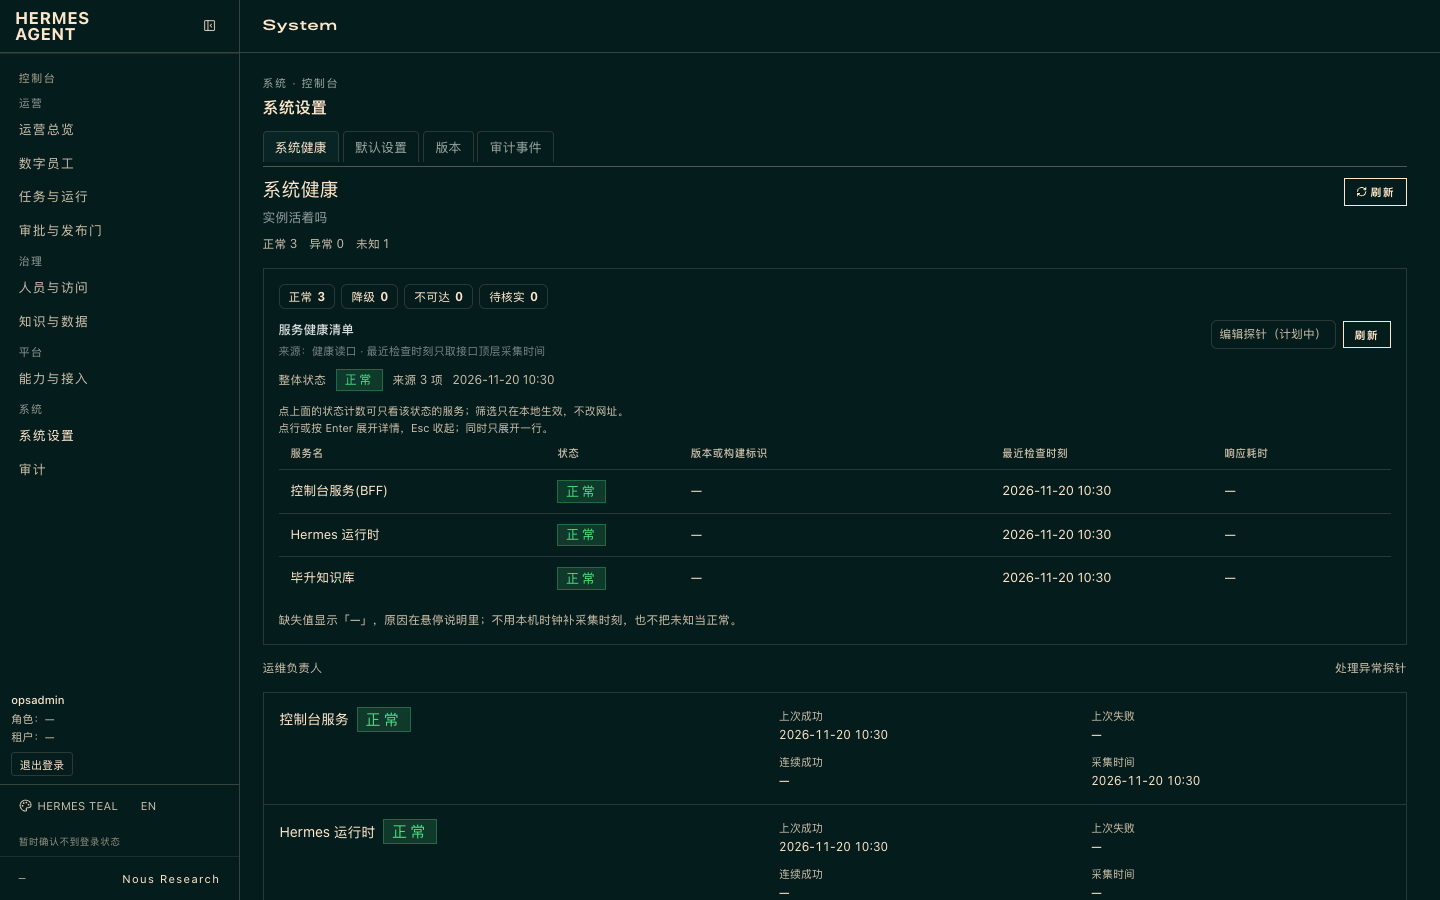 HERMES
AGENT
System
控制台
运营
运营总览
数字员工
任务与运行
审批与发布门
治理
人员与访问
知识与数据
平台
能力与接入
系统
系统设置
审计
opsadmin
角色: —
租户: —
退出登录
HERMES TEAL EN
暂时确认不到登录状态
— Nous Research
系统 · 控制台
系统设置
系统健康 默认设置 版本 审计事件
系统健康
刷新
实例活着吗
正常 3 异常 0 未知 1
正常 3 降级 0 不可达 0 待核实 0
服务健康清单
编辑探针（计划中） 刷新
来源: 健康读口 · 最近检查时刻只取接口顶层采集时间
整体状态 正常 来源 3 项 2026-11-20 10:30
点上面的状态计数可只看该状态的服务；筛选只在本地生效，不改网址。
点行或按 Enter 展开详情，Esc 收起；同时只展开一行。
服务名 状态 版本或构建标识 最近检查时刻 响应耗时
控制台服务(BFF) 正常 — 2026-11-20 10:30 —
Hermes 运行时 正常 — 2026-11-20 10:30 —
毕升知识库 正常 — 2026-11-20 10:30 —
缺失值显示「—」，原因在悬停说明里；不用本机时钟补采集时刻，也不把未知当正常。
运维负责人 处理异常探针
控制台服务 正常
上次成功 上次失败
2026-11-20 10:30 —
连续成功 采集时间
— 2026-11-20 10:30
Hermes 运行时 正常
上次成功 上次失败
2026-11-20 10:30 —
连续成功 采集时间
— —